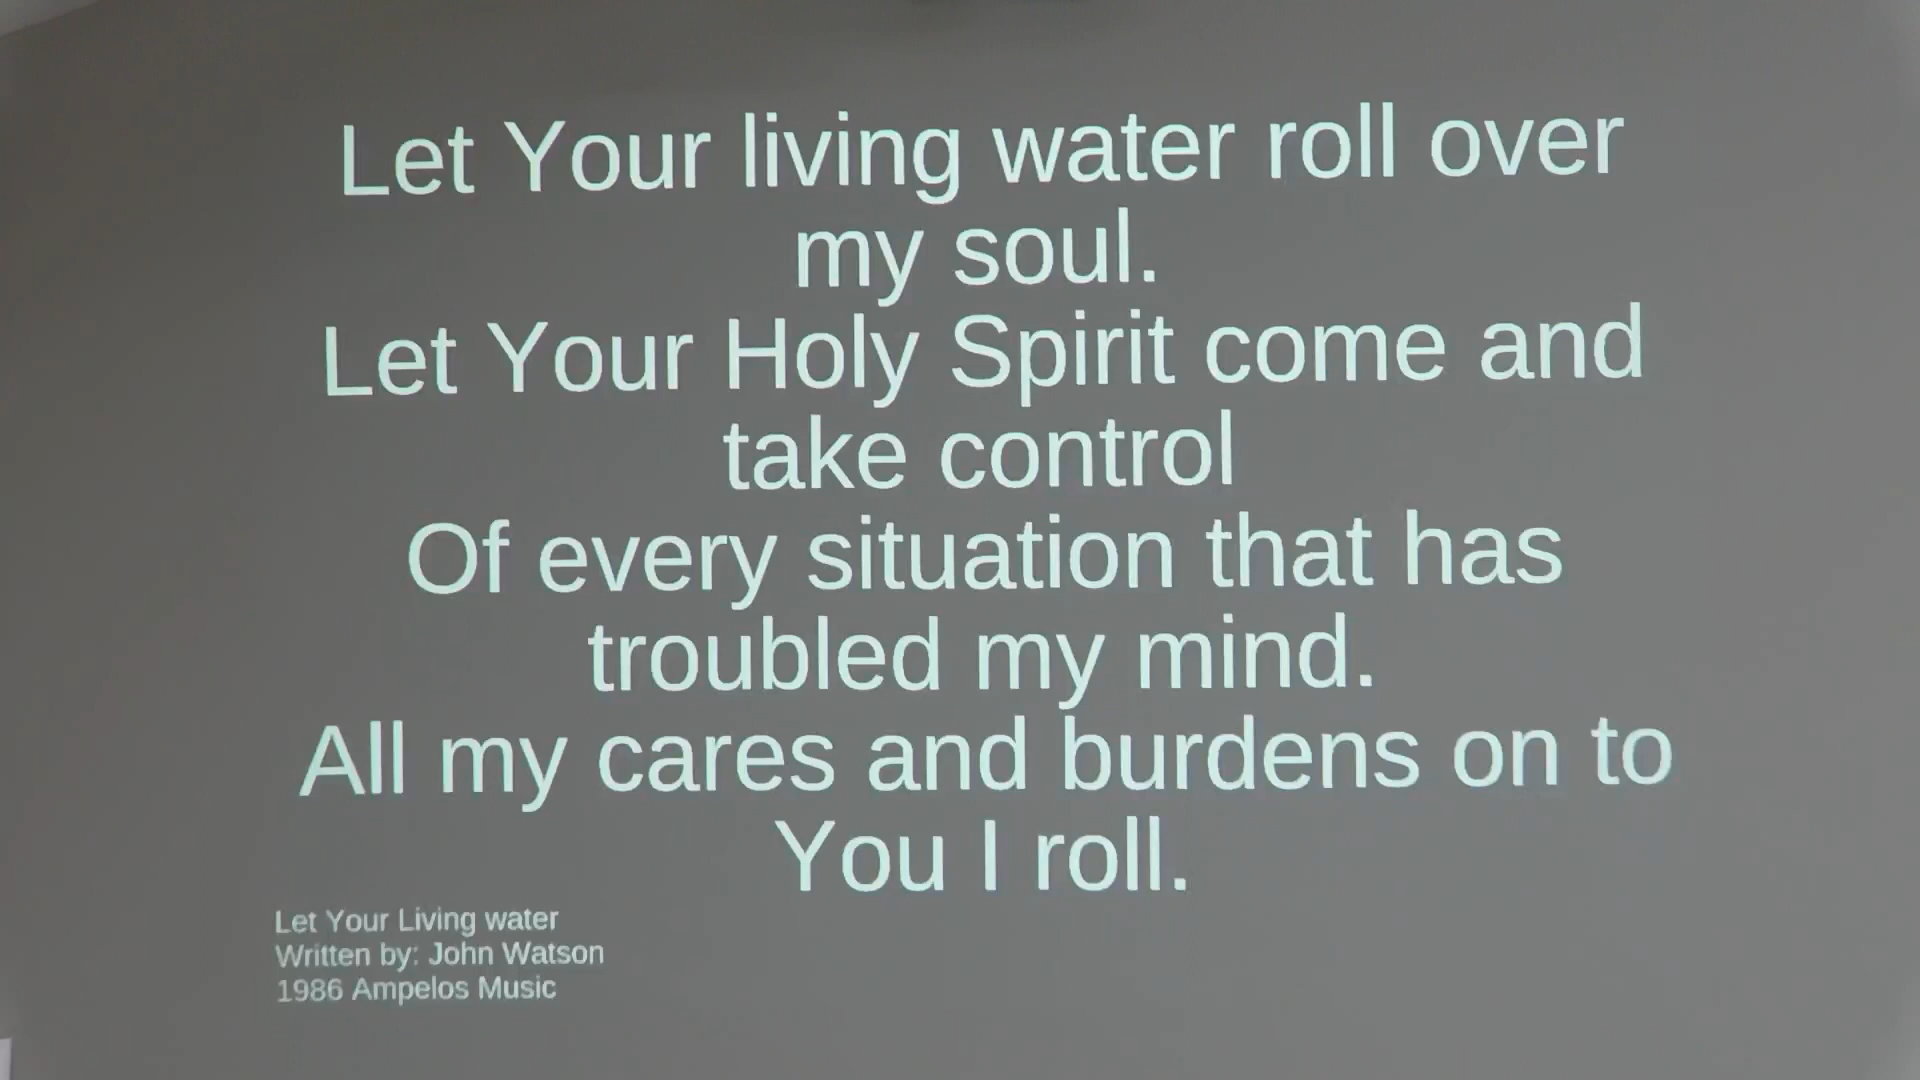 Let Your living water roll over
my soul.
Let Your Holy Spirit come and
take control
Of every situation that has
troubled my mind.
All my cares and burdens on to
You I roll.
Let Your Living water
Written by: John Watson
1986 Ampelos Music